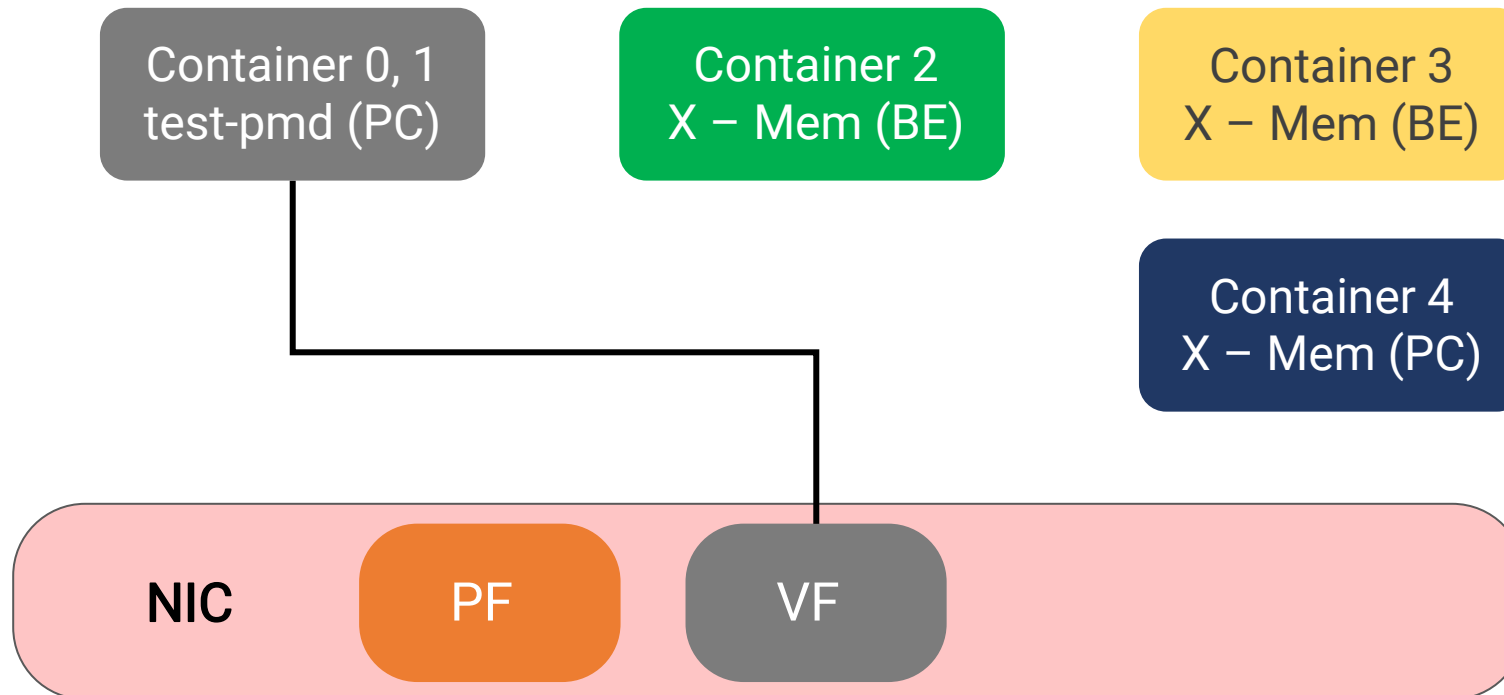 Container 0, 1
test-pmd (PC)
Container 2
X – Mem (BE)
Container 3
X – Mem (BE)
Container 4
X – Mem (PC)
NIC
PF
VF